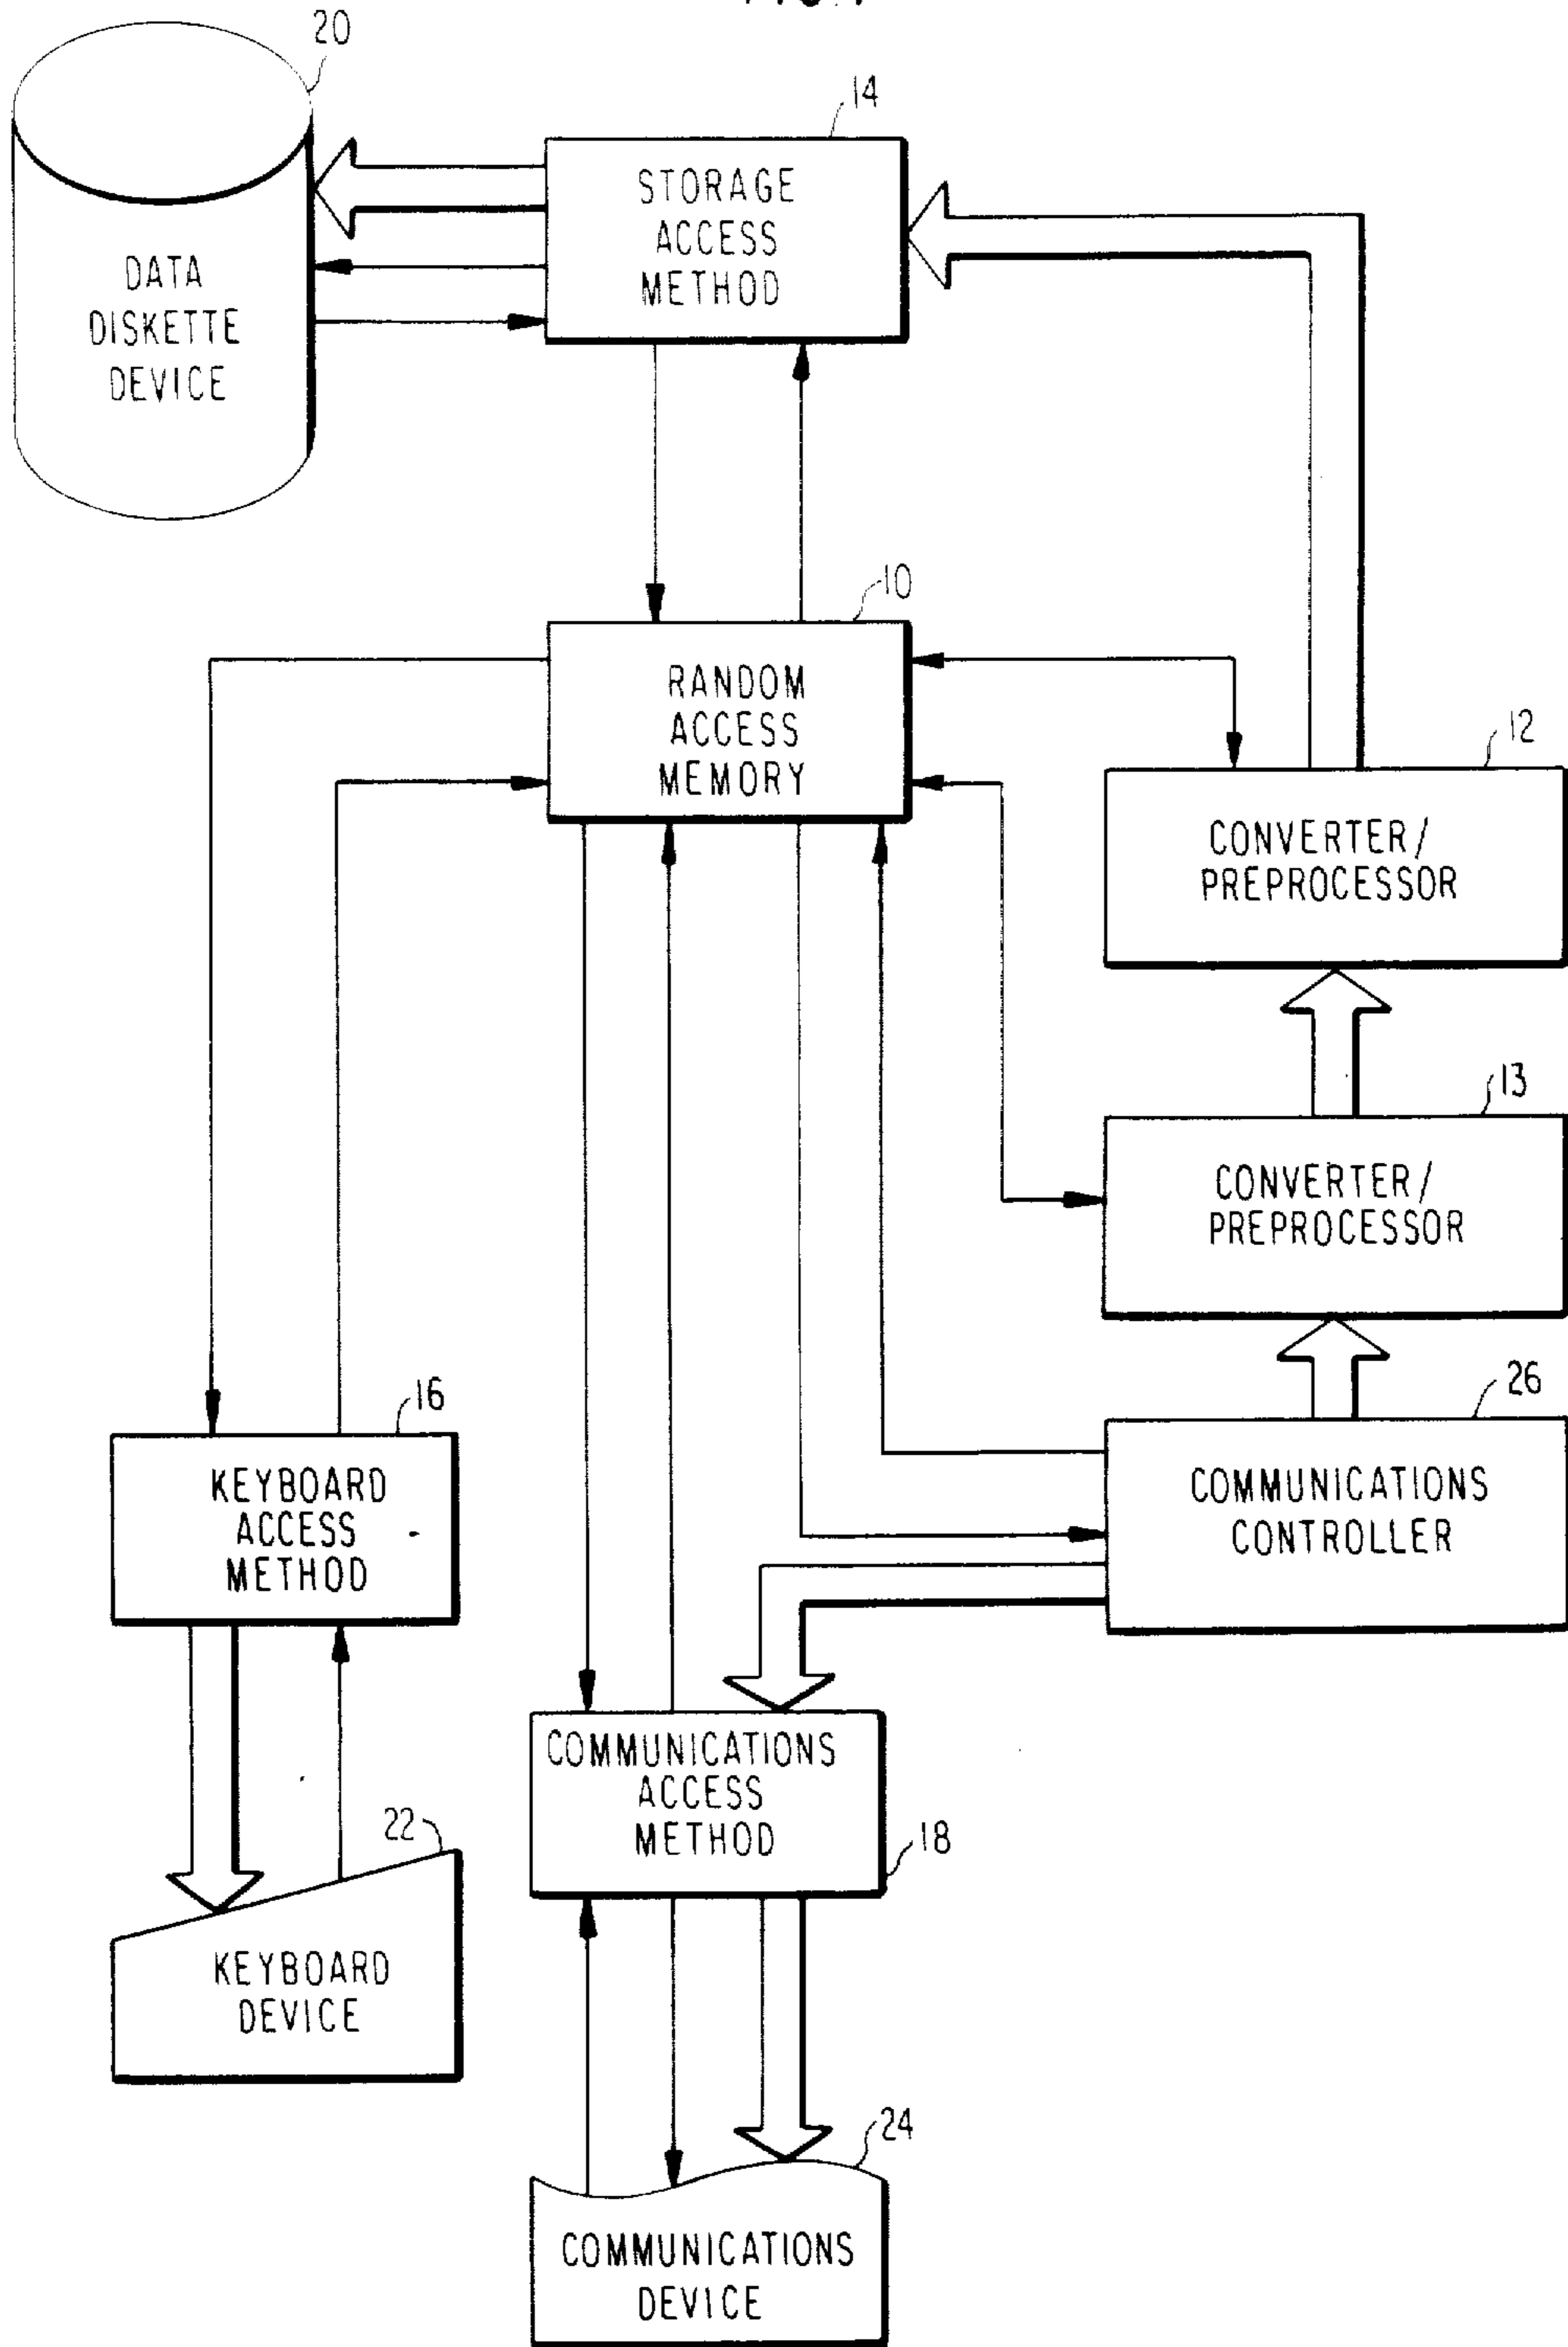 20
14
STORAGE
ACCESS
METHOD
DATA
DISKETTE
DEVICE
10
RANDOM
ACCESS
MEMORY
12
CONVERTER/
PREPROCESSOR
13
CONVERTER/
PREPROCESSOR
16
KEYBOARD
ACCESS
METHOD
26
COMMUNICATIONS
CONTROLLER
COMMUNICATIONS
ACCESS
METHOD
18
22
KEYBOARD
DEVICE
24
COMMUNICATIONS
DEVICE